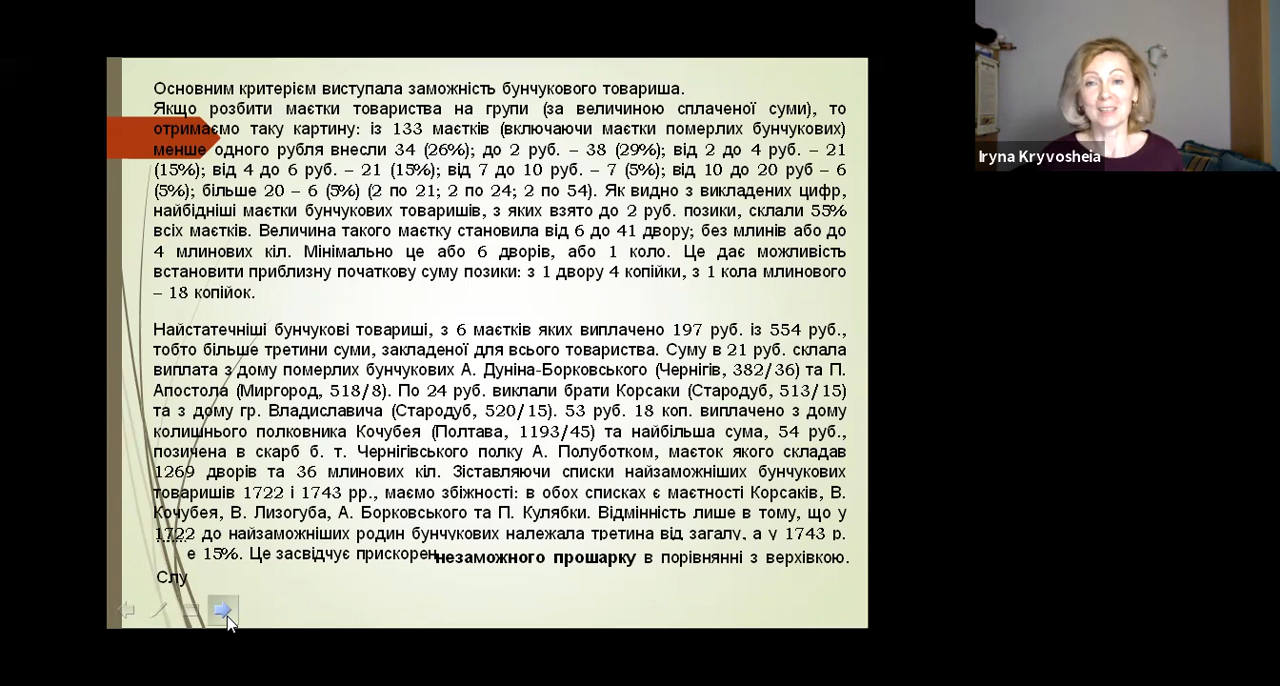 Основним критерієм виступала заможність бунчукового товариша.
Якщо розбити маєтки товариства на групи (за величиною сплаченої суми), то
отримаємо таку картину: із 133 маєтків (включаючи маєтки померлих бунчукових)
менше одного рубля внесли 34 (26%); до 2 руб. – 38 (29%); від 2 до 4 руб. – 21
(15%); від 4 до 6 руб. – 21 (15%); від 7 до 10 руб. – 7 (5%); від 10 до 20 руб – 6
(5%); більше 20 – 6 (5%) (2 по 21; 2 по 24; 2 по 54). Як видно з викладених цифр,
найбідніші маєтки бунчукових товаришів, з яких взято до 2 руб. позики, склали 55%
всіх маєтків. Величина такого маєтку становила від 6 до 41 двору; без млинів або до
4 млинових кіл. Мінімально це або 6 дворів, або 1 коло. Це дає можливість
встановити приблизну початкову суму позики: з 1 двору 4 копійки, з 1 кола млинового
– 18 копійок.
Найстатечніші бунчукові товариші, з 6 маєтків яких виплачено 197 руб. із 554 руб.,
тобто більше третини суми, закладеної для всього товариства. Суму в 21 руб. склала
виплата з дому померлих бунчукових А. Дуніна-Борковського (Чернігів, 382/36) та П.
Апостола (Миргород, 518/8). По 24 руб. виклали брати Корсаки (Стародуб, 513/15)
та з дому гр. Владиславича (Стародуб, 520/15). 53 руб. 18 коп. виплачено з дому
колишнього полковника Кочубея (Полтава, 1193/45) та найбільша сума, 54 руб.,
позичена в скарб б. т. Чернігівського полку А. Полуботком, маєток якого складав
1269 дворів та 36 млинових кіл. Зіставляючи списки найзаможніших бунчукових
товаришів 1722 і 1743 рр., маємо збіжності: в обох списках є маєтності Корсаків, В.
Кочубея, В. Лизогуба, А. Борковського та П. Кулябки. Відмінність лише в тому, що у
1722 до найзаможніших родин бунчукових належала третина від загалу, а у 1743 р.
е 15%. Це засвідчує прискорен
незаможного прошарку в порівнянні з верхівкою.
Слу
Iryna Kryvosheia